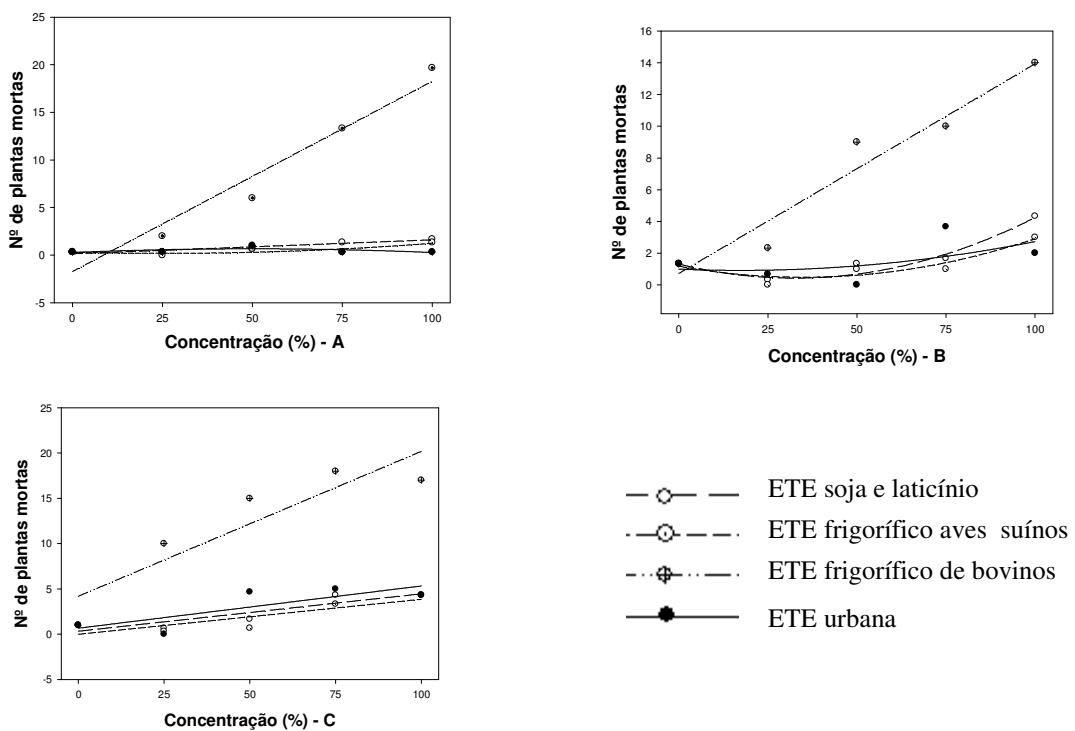 Nº de plantas mortas
25
20
15
10
5
0
-5
0 25 50 75 100
Concentração (%) - A
Nº de plantas mortas
16
14
12
10
8
6
4
2
0
0 25 50 75 100
Concentração (%) - B
Nº de plantas mortas
25
20
15
10
5
0
-5
0 25 50 75 100
Concentração (%) - C
ETE soja e laticínio
ETE frigorífico aves suínos
ETE frigorífico de bovinos
ETE urbana